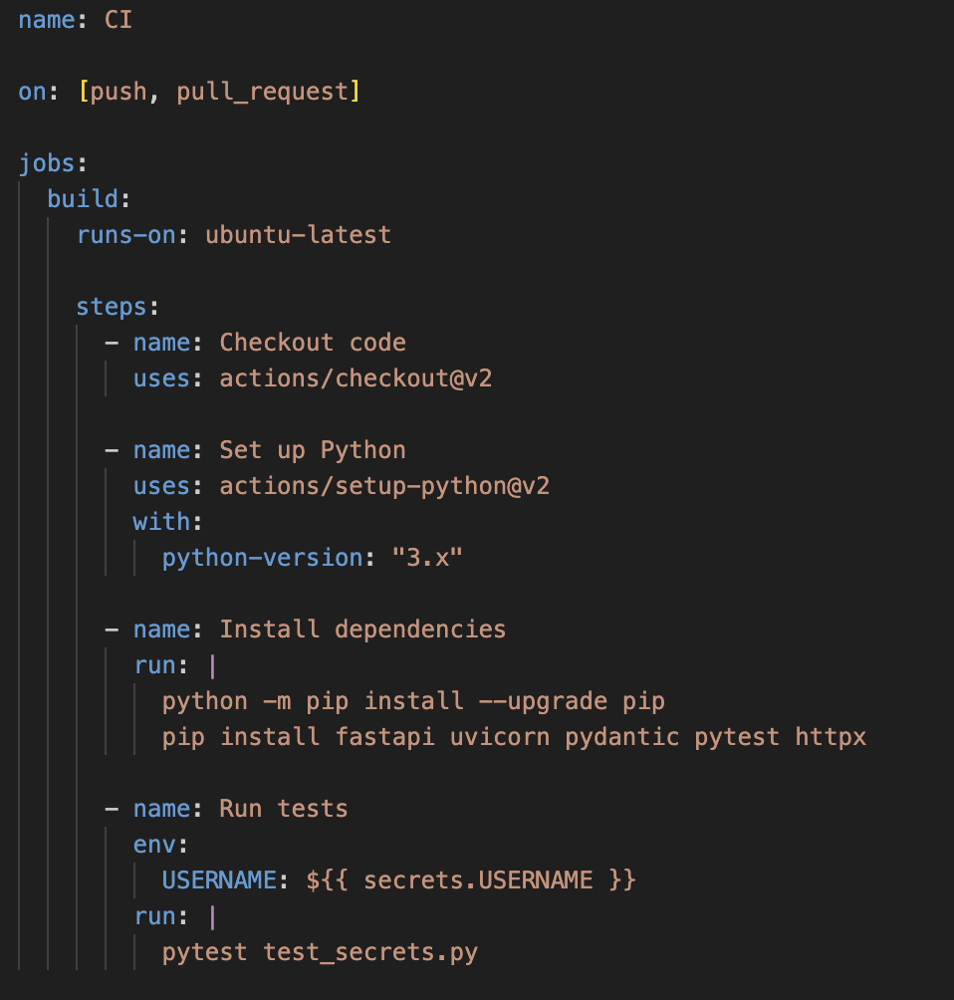 name: CI
on: [push, pull_request]
jobs:
  build:
    runs-on: ubuntu-latest
    steps:
      - name: Checkout code
        uses: actions/checkout@v2
      - name: Set up Python
        uses: actions/setup-python@v2
        with:
          python-version: "3.x"
      - name: Install dependencies
        run: |
          python -m pip install --upgrade pip
          pip install fastapi uvicorn pydantic pytest httpx
      - name: Run tests
        env:
          USERNAME: ${{ secrets.USERNAME }}
        run: |
          pytest test_secrets.py